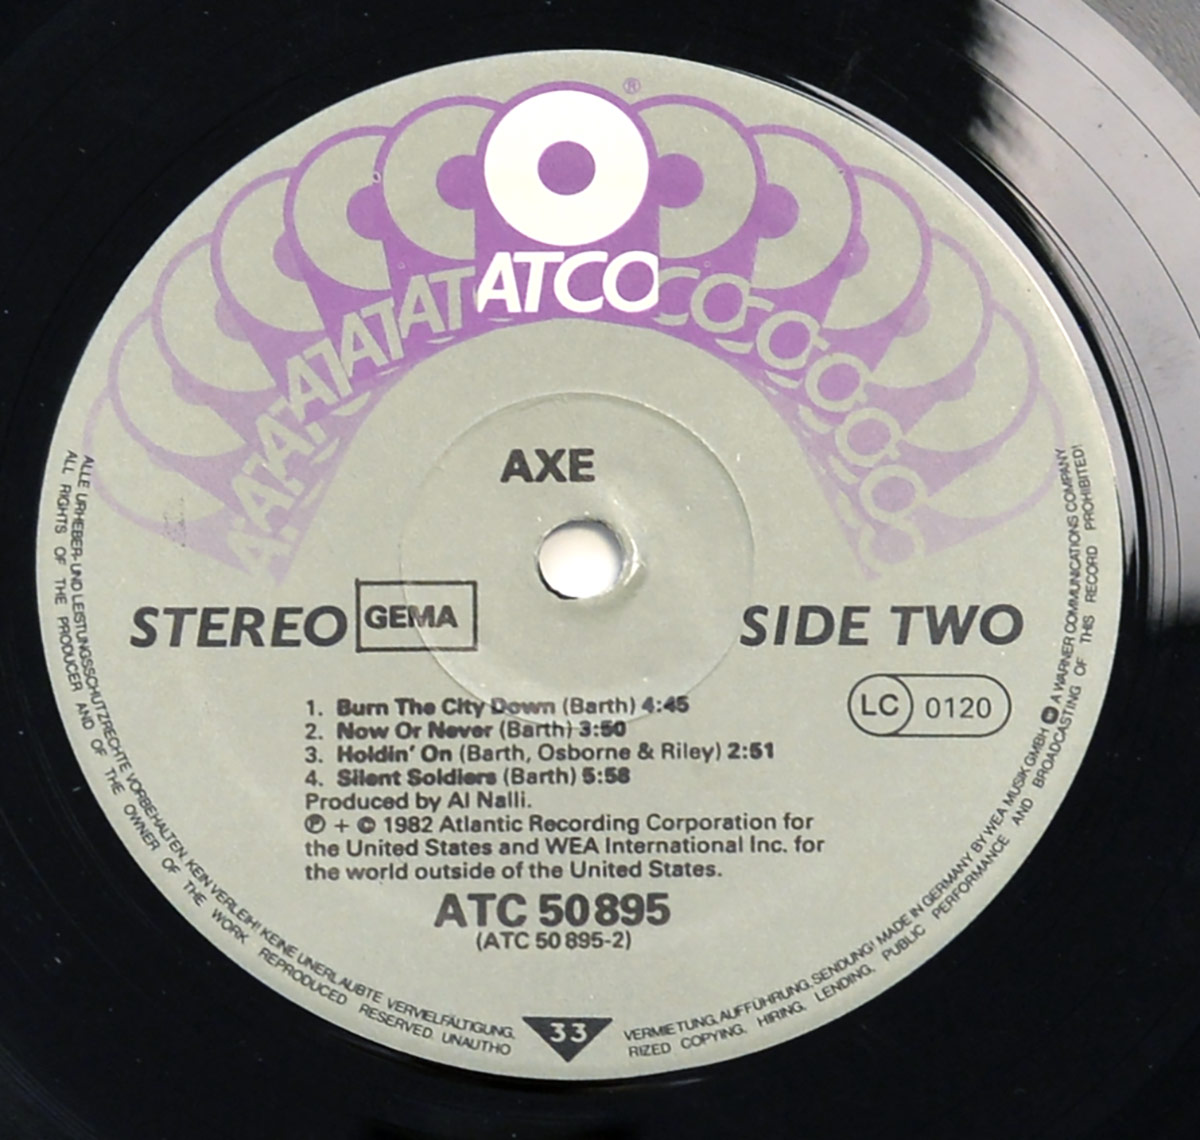 ®
ATCO
AXE
STEREO GEMA
SIDE TWO
LC 0120
1. Burn The City Down (Barth) 4:45
2. Now Or Never (Barth) 3:50
3. Holdin' On (Barth, Osborne & Riley) 2:51
4. Silent Soldiers (Barth) 5:58
Produced by Al Nalli.
℗ + © 1982 Atlantic Recording Corporation for
the United States and WEA International Inc. for
the world outside of the United States.
ATC 50 895
(ATC 50 895-2)
33
ALLE URHEBER- UND LEISTUNGSSCHUTZRECHTE VORBEHALTEN, KEIN VERLEIH! KEINE UNERLAUBTE VERVIELFÄLTIGUNG, VERMIETUNG, AUFFÜHRUNG, SENDUNG! MADE IN GERMANY BY WEA MUSIK GMBH A WARNER COMMUNICATIONS COMPANY
ALL RIGHTS OF THE PRODUCER AND OF THE OWNER OF THE WORK REPRODUCED RESERVED. UNAUTHORIZED COPYING, HIRING, LENDING, PUBLIC PERFORMANCE AND BROADCASTING OF THIS RECORD PROHIBITED!